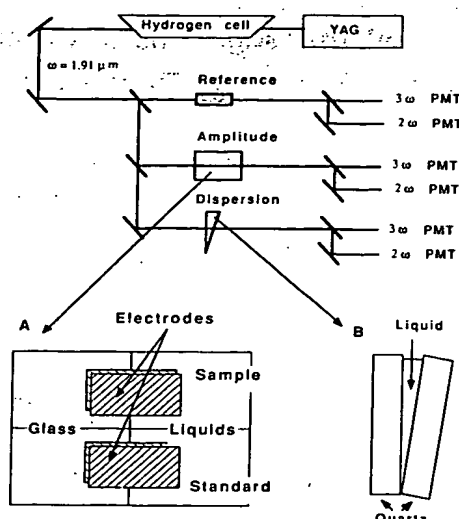 Hydrogen cell
YAG
ω = 1.91 μm
Reference
3ω PMT
2ω PMT
Amplitude
3ω PMT
2ω PMT
Dispersion
3ω PMT
2ω PMT
A
B
Electrodes
Liquid
Sample
Glass
Liquids
Standard
Quartz